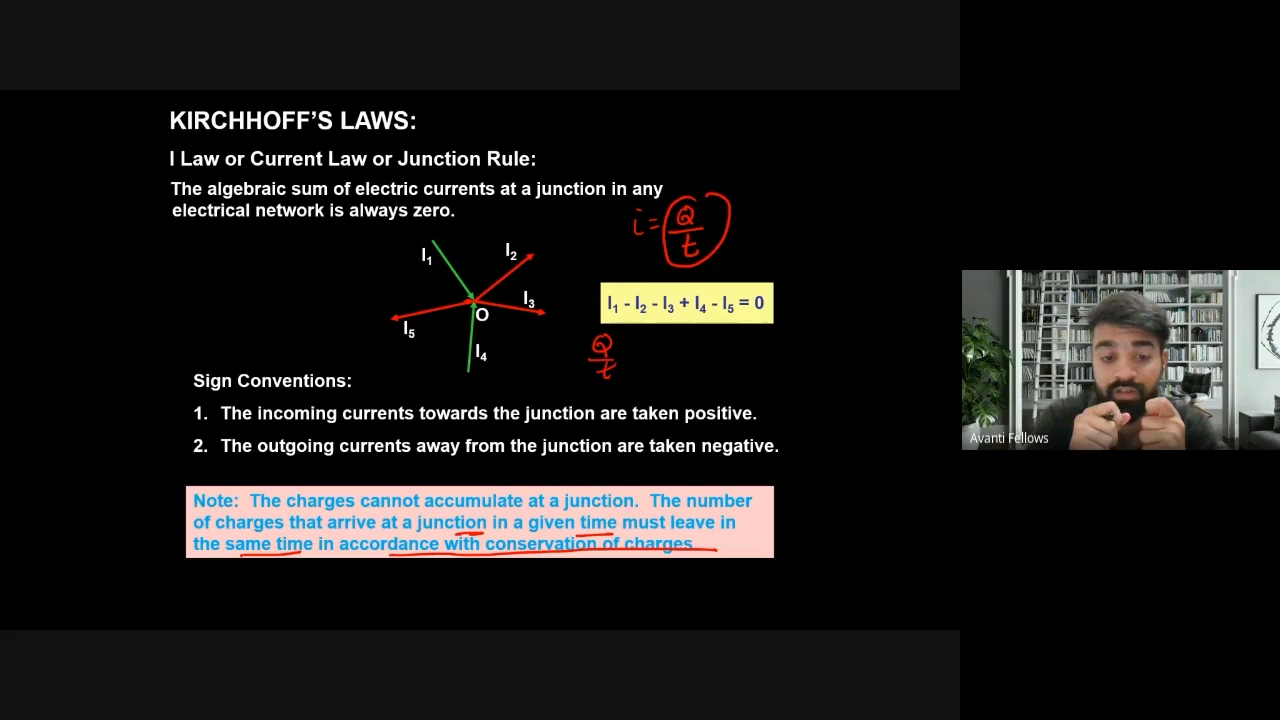 KIRCHHOFF'S LAWS:
I Law or Current Law or Junction Rule:
The algebraic sum of electric currents at a junction in any
electrical network is always zero.
i = Q/t
I₁
I₂
I₃
I₁ - I₂ - I₃ + I₄ - I₅ = 0
O
I₅
I₄
Q/t
Sign Conventions:
1. The incoming currents towards the junction are taken positive.
2. The outgoing currents away from the junction are taken negative.
Avanti Fellows
Note: The charges cannot accumulate at a junction. The number
of charges that arrive at a junction in a given time must leave in
the same time in accordance with conservation of charges.